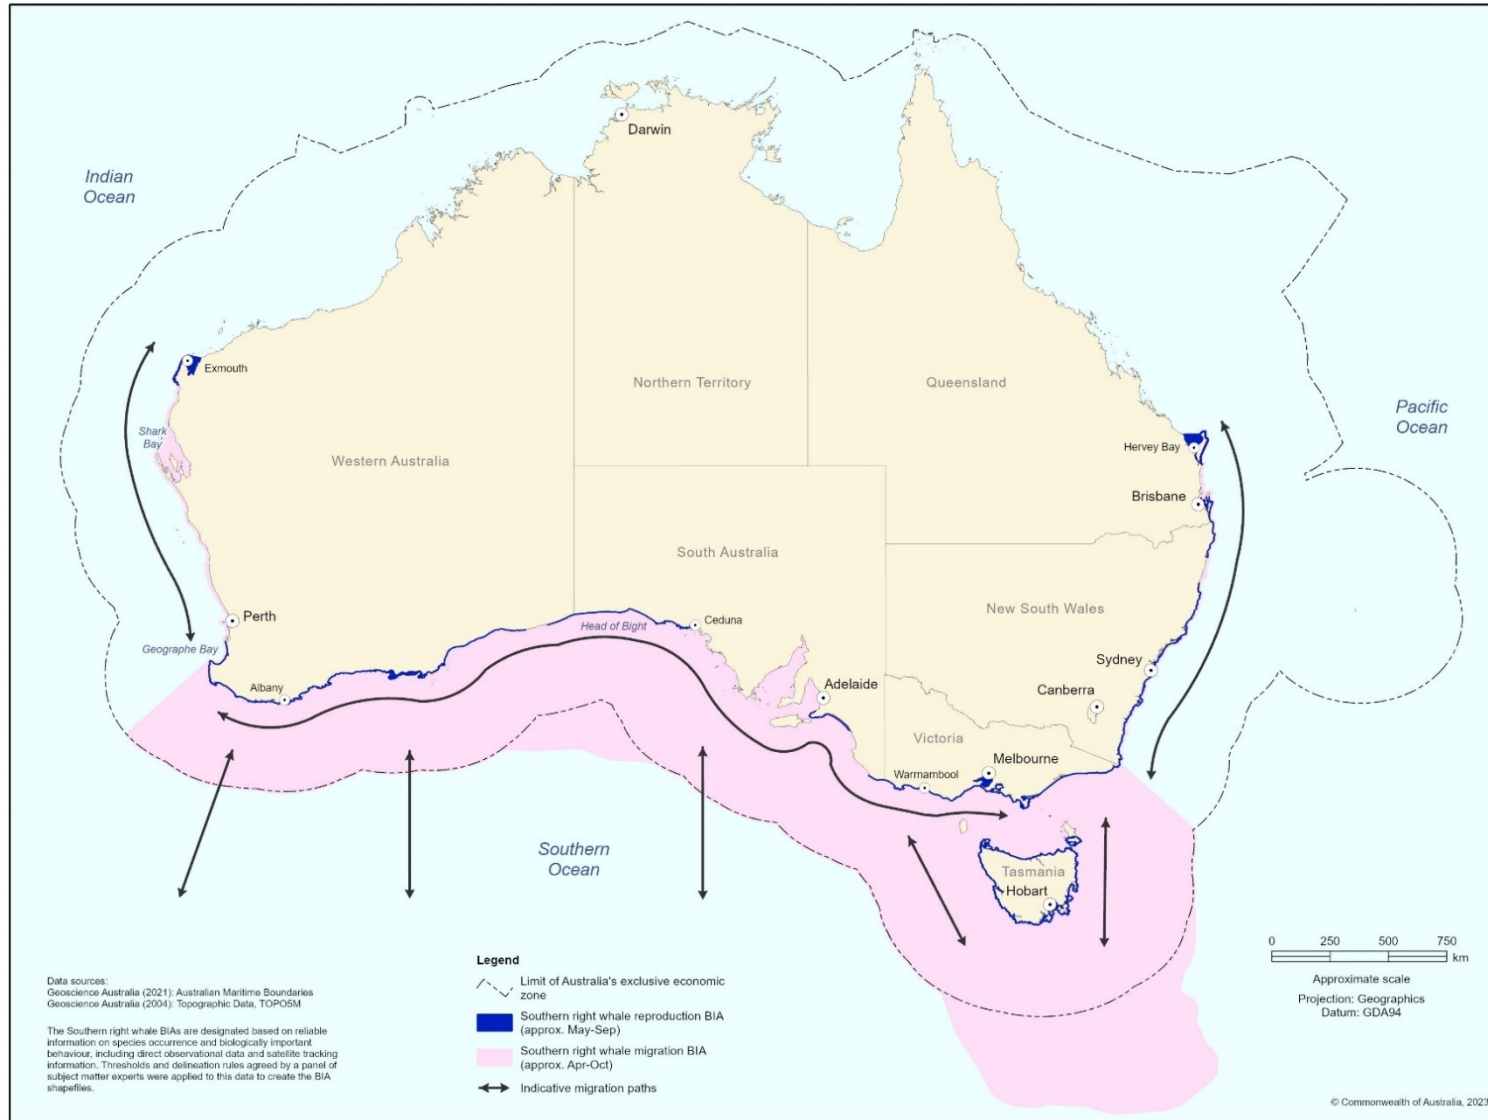 Darwin
Indian
Ocean
Exmouth
Northern Territory
Queensland
Pacific
Ocean
Shark
Bay
Western Australia
Hervey Bay
Brisbane
South Australia
New South Wales
Perth
Head of Bight
Ceduna
Geographe Bay
Sydney
Albany
Adelaide
Canberra
Victoria
Melbourne
Warrnambool
Southern
Ocean
Tasmania
Hobart
0 250 500 750
km
Approximate scale
Projection: Geographics
Datum: GDA94
Legend
Limit of Australia's exclusive economic
zone
Southern right whale reproduction BIA
(approx. May-Sep)
Southern right whale migration BIA
(approx. Apr-Oct)
Indicative migration paths
Data sources:
Geoscience Australia (2021): Australian Maritime Boundaries
Geoscience Australia (2004): Topographic Data, TOPO5M
The Southern right whale BIAs are designated based on reliable
information on species occurrence and biologically important
behaviour, including direct observational data and satellite tracking
information. Thresholds and delineation rules agreed by a panel of
subject matter experts were applied to this data to create the BIA
shapefiles.
© Commonwealth of Australia, 2023